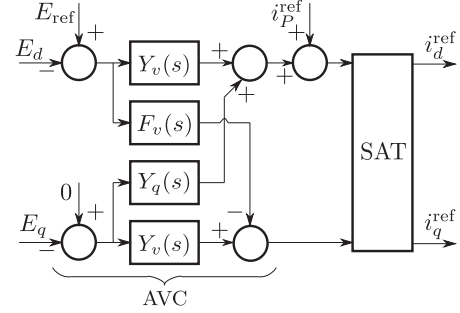 E_ref
i_P^ref
+
+
E_d
−
Y_v(s)
+
+
i_d^ref
+
F_v(s)
SAT
0
Y_q(s)
+
−
i_q^ref
E_q
−
Y_v(s)
+
AVC